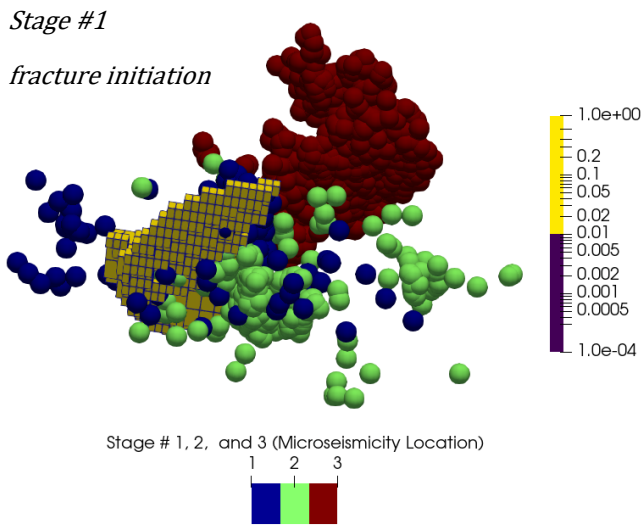 Stage #1
fracture initiation
1.0e+00
0.2
0.1
0.05
0.02
0.01
0.005
0.002
0.001
0.0005
1.0e-04
Stage # 1, 2, and 3 (Microseismicity Location)
1 2 3